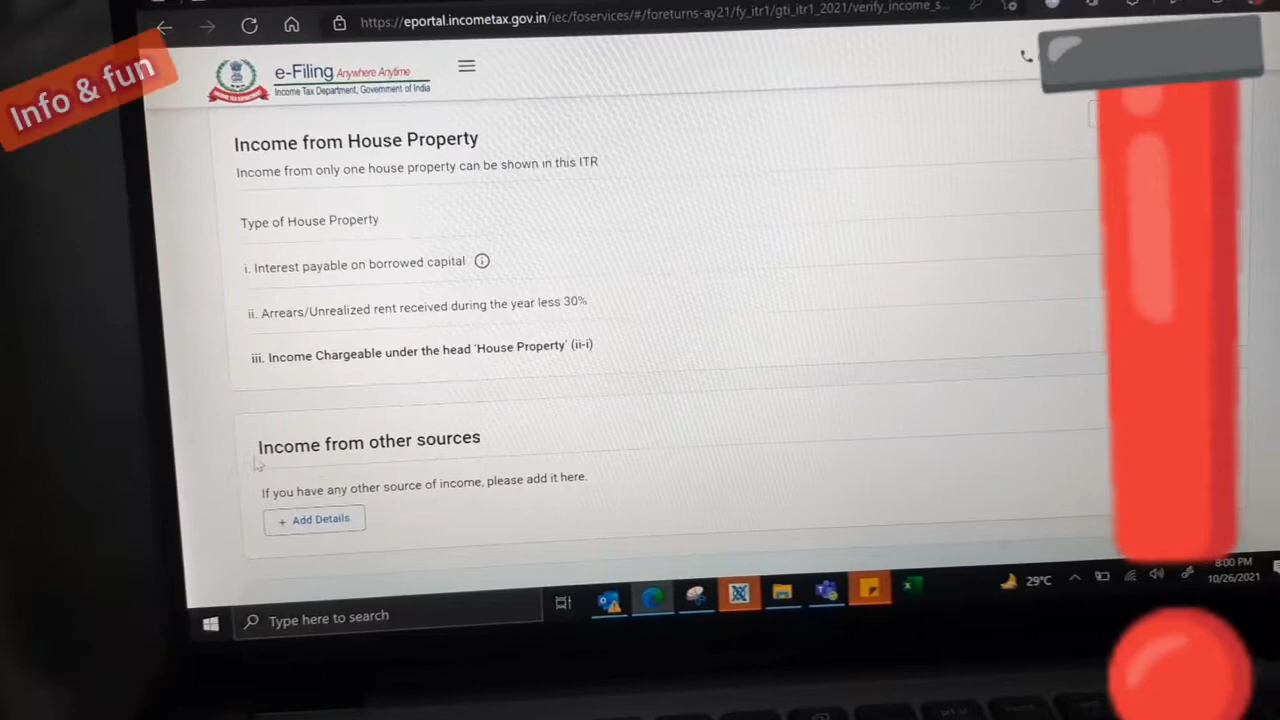 https://eportal.incometax.gov.in/iec/foservices/#/foreturns-ay21/fy_itr1/gti_itr1_2021/verify_income_s...
Info & fun
e-Filing Anywhere Anytime
Income Tax Department, Government of India
Income from House Property
Income from only one house property can be shown in this ITR
Type of House Property
i. Interest payable on borrowed capital
ii. Arrears/Unrealized rent received during the year less 30%
iii. Income Chargeable under the head 'House Property' (ii-i)
Income from other sources
If you have any other source of income, please add it here.
+ Add Details
Type here to search
29°C
8:00 PM
10/26/2021